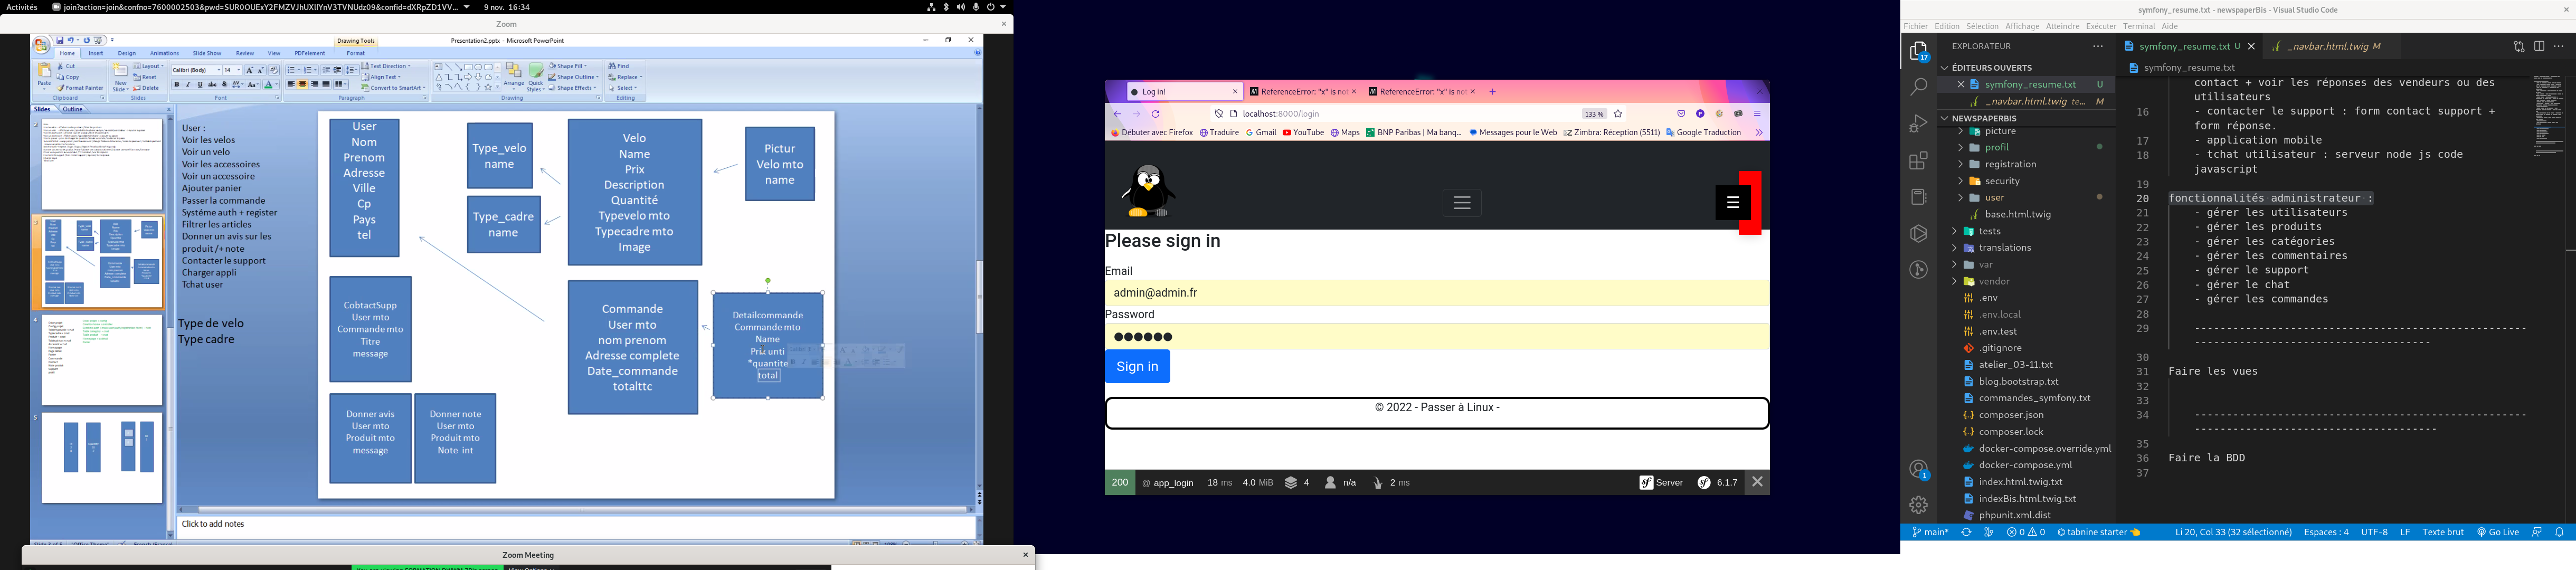 Activités
join?action=join&confno=7600002503&pwd=SUR0OUExY2FMZVJhUXlIYnV3TVNUdz09&confid=dXRpZD1VV...
9 nov. 16:34
Zoom
Drawing Tools
Presentation2.pptx - Microsoft PowerPoint
Home Insert Design Animations Slide Show Review View PDFelement Format
Cut
Copy
Format Painter
Paste
Clipboard
New Slide
Layout
Reset
Delete
Slides
Calibri (Body) 14
Font
Text Direction
Align Text
Convert to SmartArt
Paragraph
Arrange
Quick Styles
Shape Fill
Shape Outline
Shape Effects
Drawing
Find
Replace
Select
Editing
Slides Outline
User :
Voir les velos
Voir un velo
Voir les accessoires
Voir un accessoire
Ajouter panier
Passer la commande
Systéme auth + register
Filtrer les articles
Donner un avis sur les
produit /+ note
Contacter le support
Charger appli
Tchat user
Type de velo
Type cadre
User
Nom
Prenom
Adresse
Ville
Cp
Pays
tel
Type_velo
name
Type_cadre
name
Velo
Name
Prix
Description
Quantité
Typevelo mto
Typecadre mto
Image
Pictur
Velo mto
name
CobtactSupp
User mto
Commande mto
Titre
message
Commande
User mto
nom prenom
Adresse complete
Date_commande
totalttc
Detailcommande
Commande mto
Name
Prix unti
*quantite
total
Donner avis
User mto
Produit mto
message
Donner note
User mto
Produit mto
Note int
Click to add notes
Zoom Meeting
Log in!
ReferenceError: "x" is not
ReferenceError: "x" is not
localhost:8000/login
133 %
Débuter avec Firefox
Traduire
Gmail
YouTube
Maps
BNP Paribas | Ma banq...
Messages pour le Web
Zimbra: Réception (5511)
Google Traduction
Please sign in
Email
admin@admin.fr
Password
Sign in
© 2022 - Passer à Linux -
200 @ app_login 18 ms 4.0 MiB 4 n/a 2 ms Server 6.1.7
symfony_resume.txt - newspaperBis - Visual Studio Code
Fichier Edition Sélection Affichage Atteindre Exécuter Terminal Aide
EXPLORATEUR
ÉDITEURS OUVERTS
symfony_resume.txt U
_navbar.html.twig te... M
NEWSPAPERBIS
picture
profil
registration
security
user
base.html.twig
tests
translations
var
vendor
.env
.env.local
.env.test
.gitignore
atelier_03-11.txt
blog.bootstrap.txt
commandes_symfony.txt
composer.json
composer.lock
docker-compose.override.yml
docker-compose.yml
index.html.twig.txt
indexBis.html.twig.txt
phpunit.xml.dist
17
1
symfony_resume.txt U
_navbar.html.twig M
symfony_resume.txt
contact + voir les réponses des vendeurs ou des
utilisateurs
16 - contacter le support : form contact support +
form réponse.
17 - application mobile
18 - tchat utilisateur : serveur node js code
javascript
19
20 fonctionnalités administrateur :
21 - gérer les utilisateurs
22 - gérer les produits
23 - gérer les catégories
24 - gérer les commentaires
25 - gérer le support
26 - gérer le chat
27 - gérer les commandes
28
29
30
31 Faire les vues
32
33
34
35
36 Faire la BDD
37
main*
0 0
tabnine starter
Li 20, Col 33 (32 sélectionné)
Espaces : 4
UTF-8
LF
Texte brut
Go Live